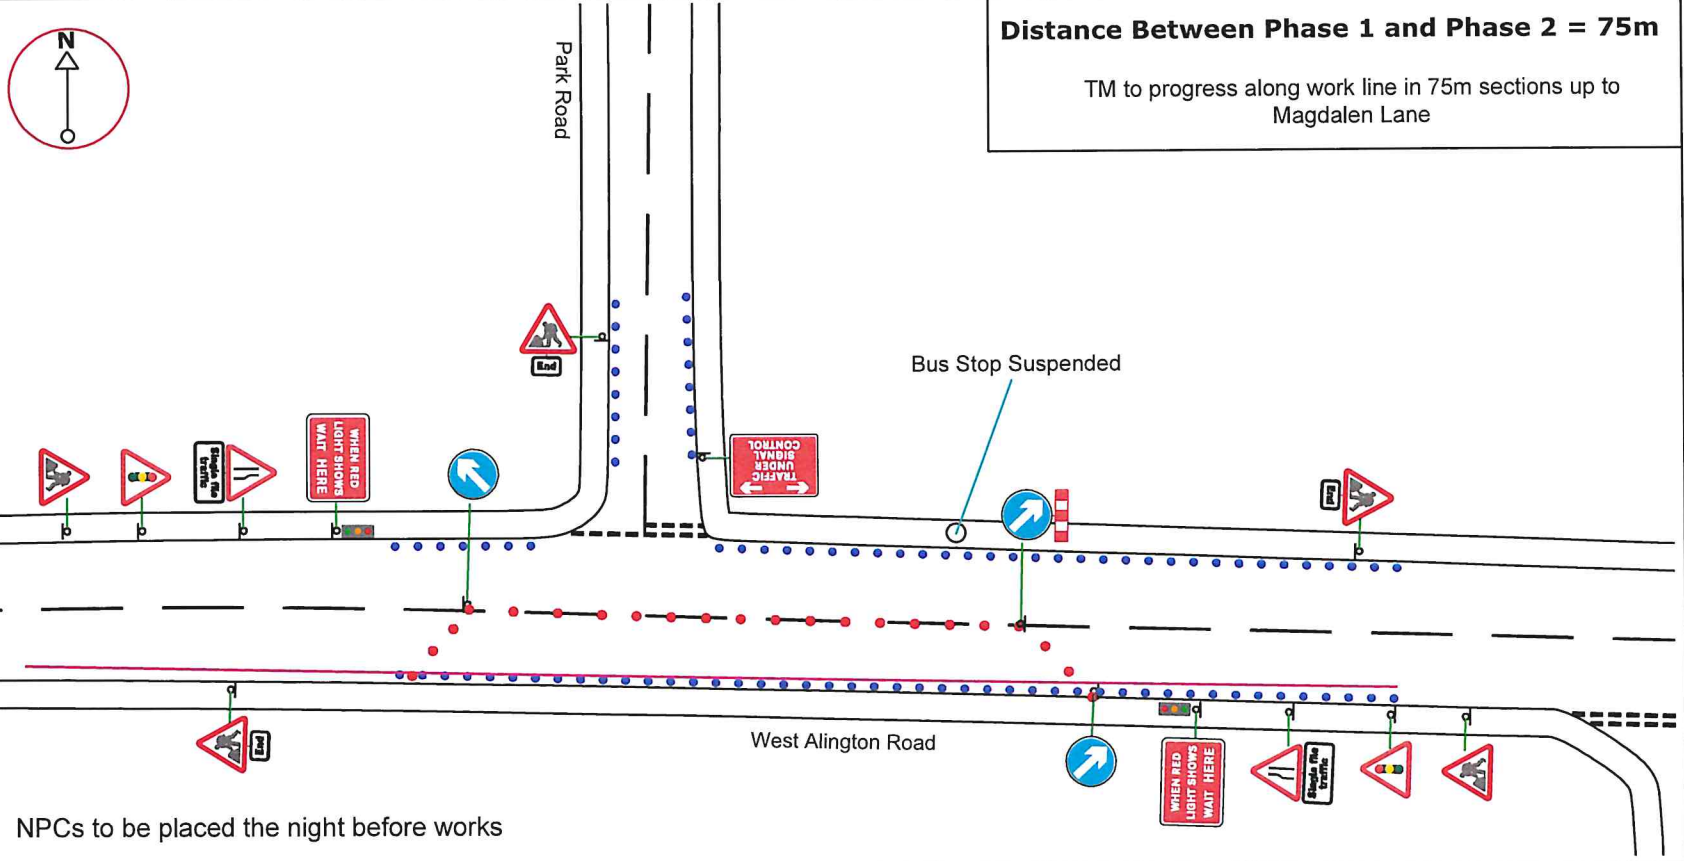 Distance Between Phase 1 and Phase 2 = 75m
TM to progress along work line in 75m sections up to
Magdalen Lane
N
Park Road
End
Bus Stop Suspended
Single file
traffic
WHEN RED
LIGHT SHOWS
WAIT HERE
TRAFFIC
UNDER
SIGNAL
CONTROL
End
End
West Alington Road
WHEN RED
LIGHT SHOWS
WAIT HERE
Single file
traffic
NPCs to be placed the night before works